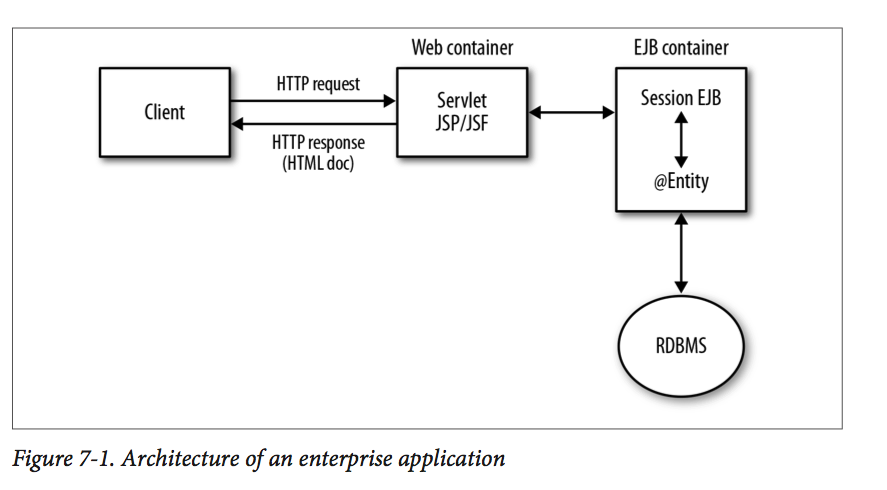 Web container
EJB container
Client
HTTP request
HTTP response
(HTML doc)
Servlet
JSP/JSF
Session EJB
@Entity
RDBMS
Figure 7-1. Architecture of an enterprise application